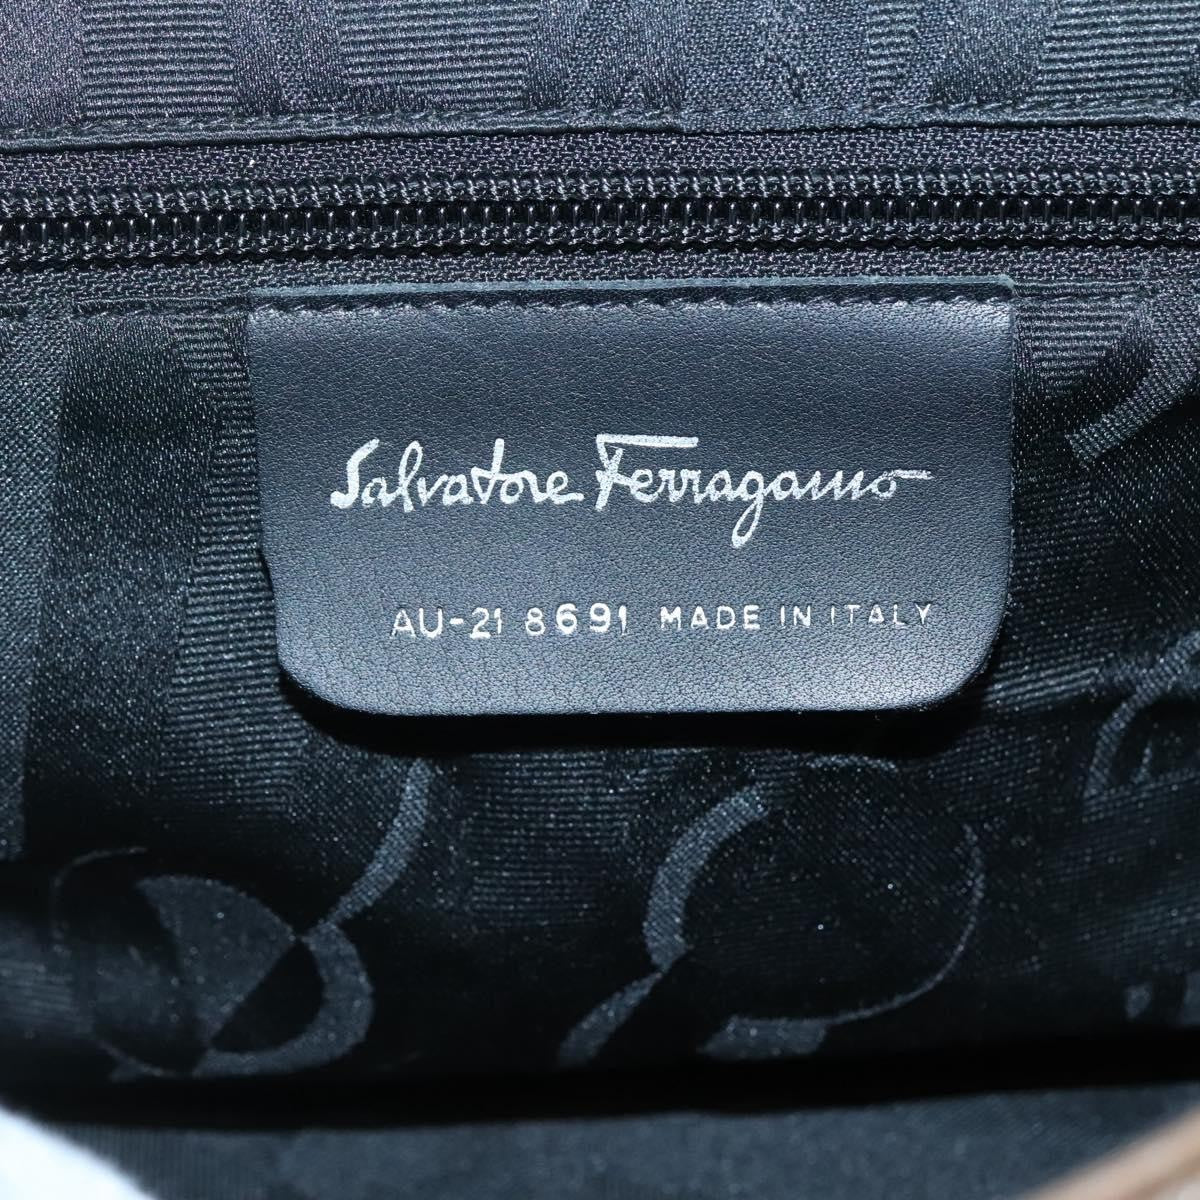 Salvatore Ferragamo
AU-21 8691 MADE IN ITALY